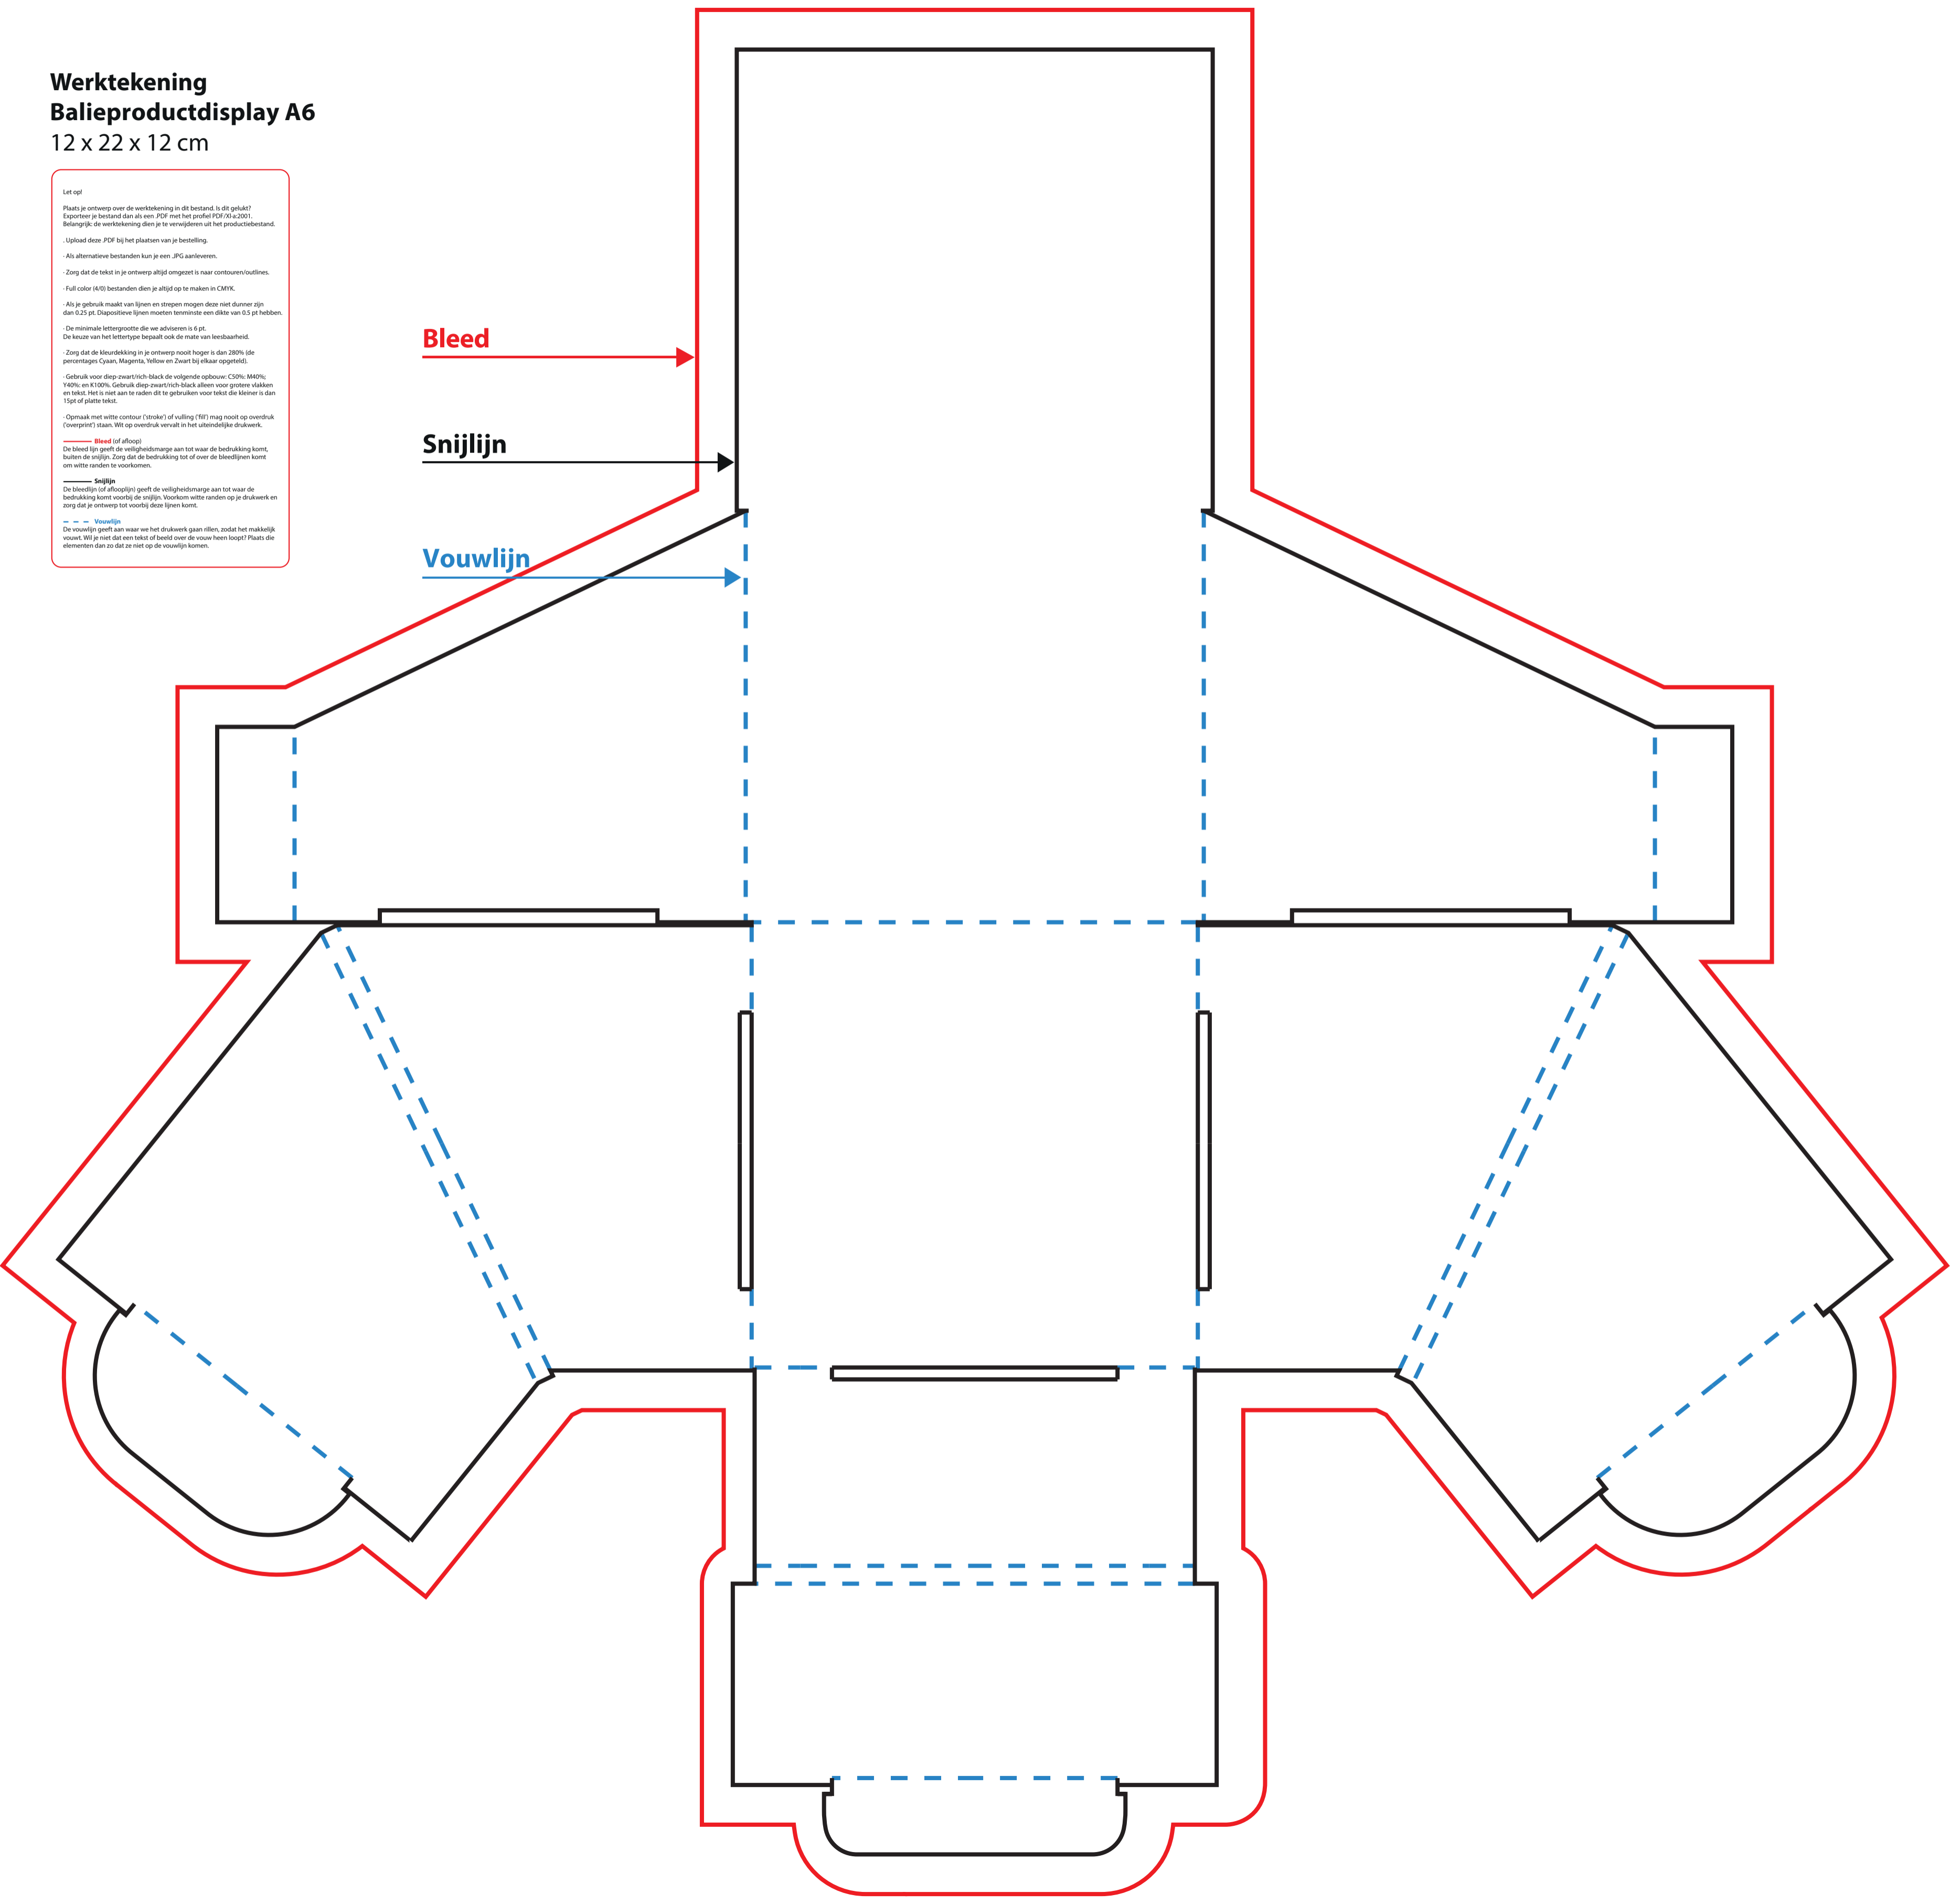 Werktekening
Balieproductdisplay A6
12 x 22 x 12 cm
Let op!
Plaats je ontwerp over de werktekening in dit bestand. Is dit gelukt?
Exporteer je bestand dan als een .PDF met het profiel PDF/XI-a:2001.
Belangrijk: de werktekening dien je te verwijderen uit het productiebestand.
. Upload deze .PDF bij het plaatsen van je bestelling.
· Als alternatieve bestanden kun je een .JPG aanleveren.
· Zorg dat de tekst in je ontwerp altijd omgezet is naar contouren/outlines.
· Full color (4/0) bestanden dien je altijd op te maken in CMYK.
· Als je gebruik maakt van lijnen en strepen mogen deze niet dunner zijn
dan 0.25 pt. Diapositieve lijnen moeten tenminste een dikte van 0.5 pt hebben.
· De minimale lettergrootte die we adviseren is 6 pt.
De keuze van het lettertype bepaalt ook de mate van leesbaarheid.
· Zorg dat de kleurdekking in je ontwerp nooit hoger is dan 280% (de
percentages Cyaan, Magenta, Yellow en Zwart bij elkaar opgeteld).
· Gebruik voor diep-zwart/rich-black de volgende opbouw: C50%: M40%;
Y40%: en K100%. Gebruik diep-zwart/rich-black alleen voor grotere vlakken
en tekst. Het is niet aan te raden dit te gebruiken voor tekst die kleiner is dan
15pt of platte tekst.
· Opmaak met witte contour ('stroke') of vulling ('fill') mag nooit op overdruk
('overprint') staan. Wit op overdruk vervalt in het uiteindelijke drukwerk.
Bleed (of afloop)
De bleed lijn geeft de veiligheidsmarge aan tot waar de bedrukking komt,
buiten de snijlijn. Zorg dat de bedrukking tot of over de bleedlijnen komt
om witte randen te voorkomen.
Snijlijn
De bleedlijn (of afloooplijn) geeft de veiligheidsmarge aan tot waar de
bedrukking komt voorbij de snijlijn. Voorkom witte randen op je drukwerk en
zorg dat je ontwerp tot voorbij deze lijnen komt.
Vouwlijn
De vouwlijn geeft aan waar we het drukwerk gaan rillen, zodat het makkelijk
vouwt. Wil je niet dat een tekst of beeld over de vouw heen loopt? Plaats die
elementen dan zo dat ze niet op de vouwlijn komen.
Bleed
Snijlijn
Vouwlijn